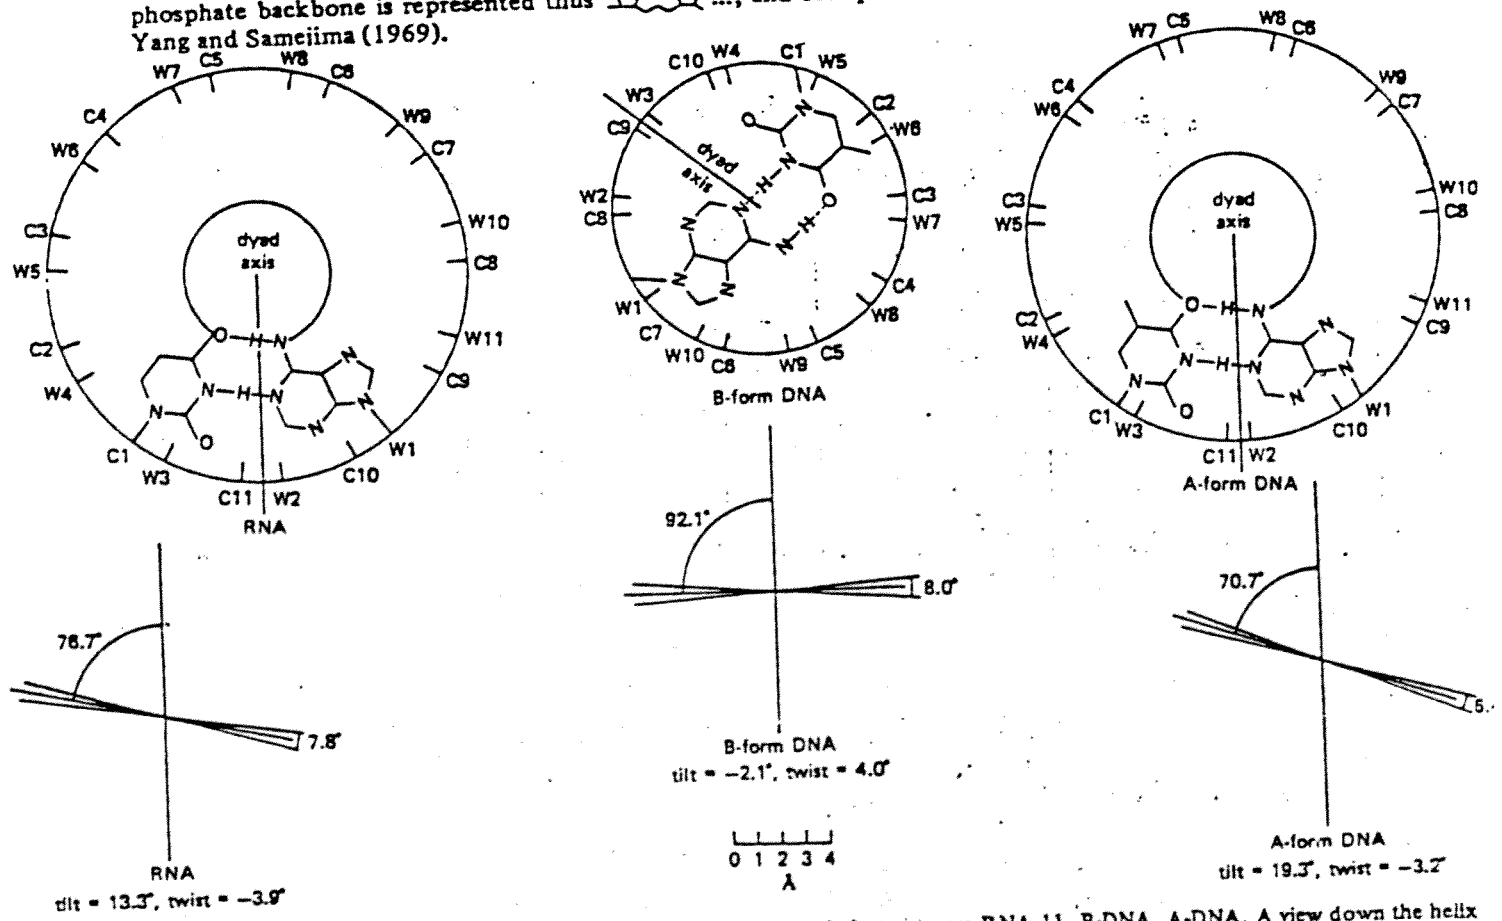 phosphate backbone is represented thus
Yang and Samejima (1969).
W7 C5 W8 C6
C4 W9
W6 C7
C3 W10
W5 C8
C2 W11
W4 C9
C1 W1
W3 C10
C11 W2
dyad
axis
O H N
N H N
N N
O N N
RNA
C10 W4 C1 W5
W3 C2
C9 W6
W2 C3
C8 W7
W1 C4
C7 W8
W10 C5
C6 W9
dyad
axis
N
O N
H
N O
N H
N N
N
B-form DNA
W7 C5 W8 C6
C4 W9
W6 C7
C3 W10
W5 C8
C2 W11
W4 C9
C1 W1
W3 C10
C11 W2
dyad
axis
O H N
N H N
N N
N O N
A-form DNA
76.7°
7.8°
RNA
tilt = 13.3°, twist = -3.9°
92.1°
8.0°
B-form DNA
tilt = -2.1°, twist = 4.0°
0 1 2 3 4
Å
70.7°
A-form DNA
tilt = 19.3°, twist = -3.2°
RNA 11, B-DNA, A-DNA. A view down the helix